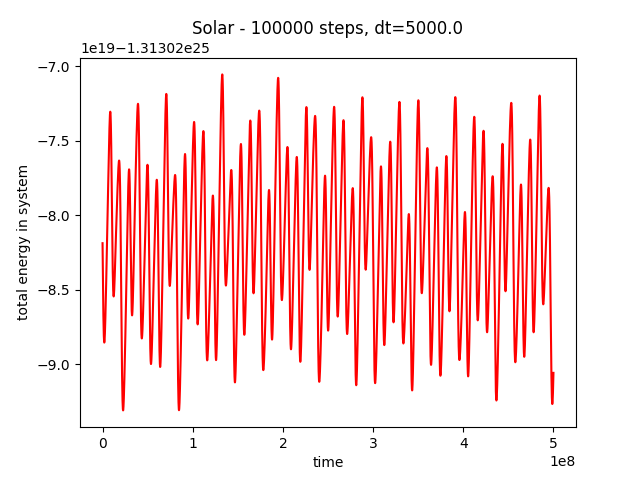 Solar - 100000 steps, dt=5000.0
1e19−1.31302e25
−7.0
−7.5
−8.0
−8.5
−9.0
total energy in system
0
1
2
3
4
5
1e8
time